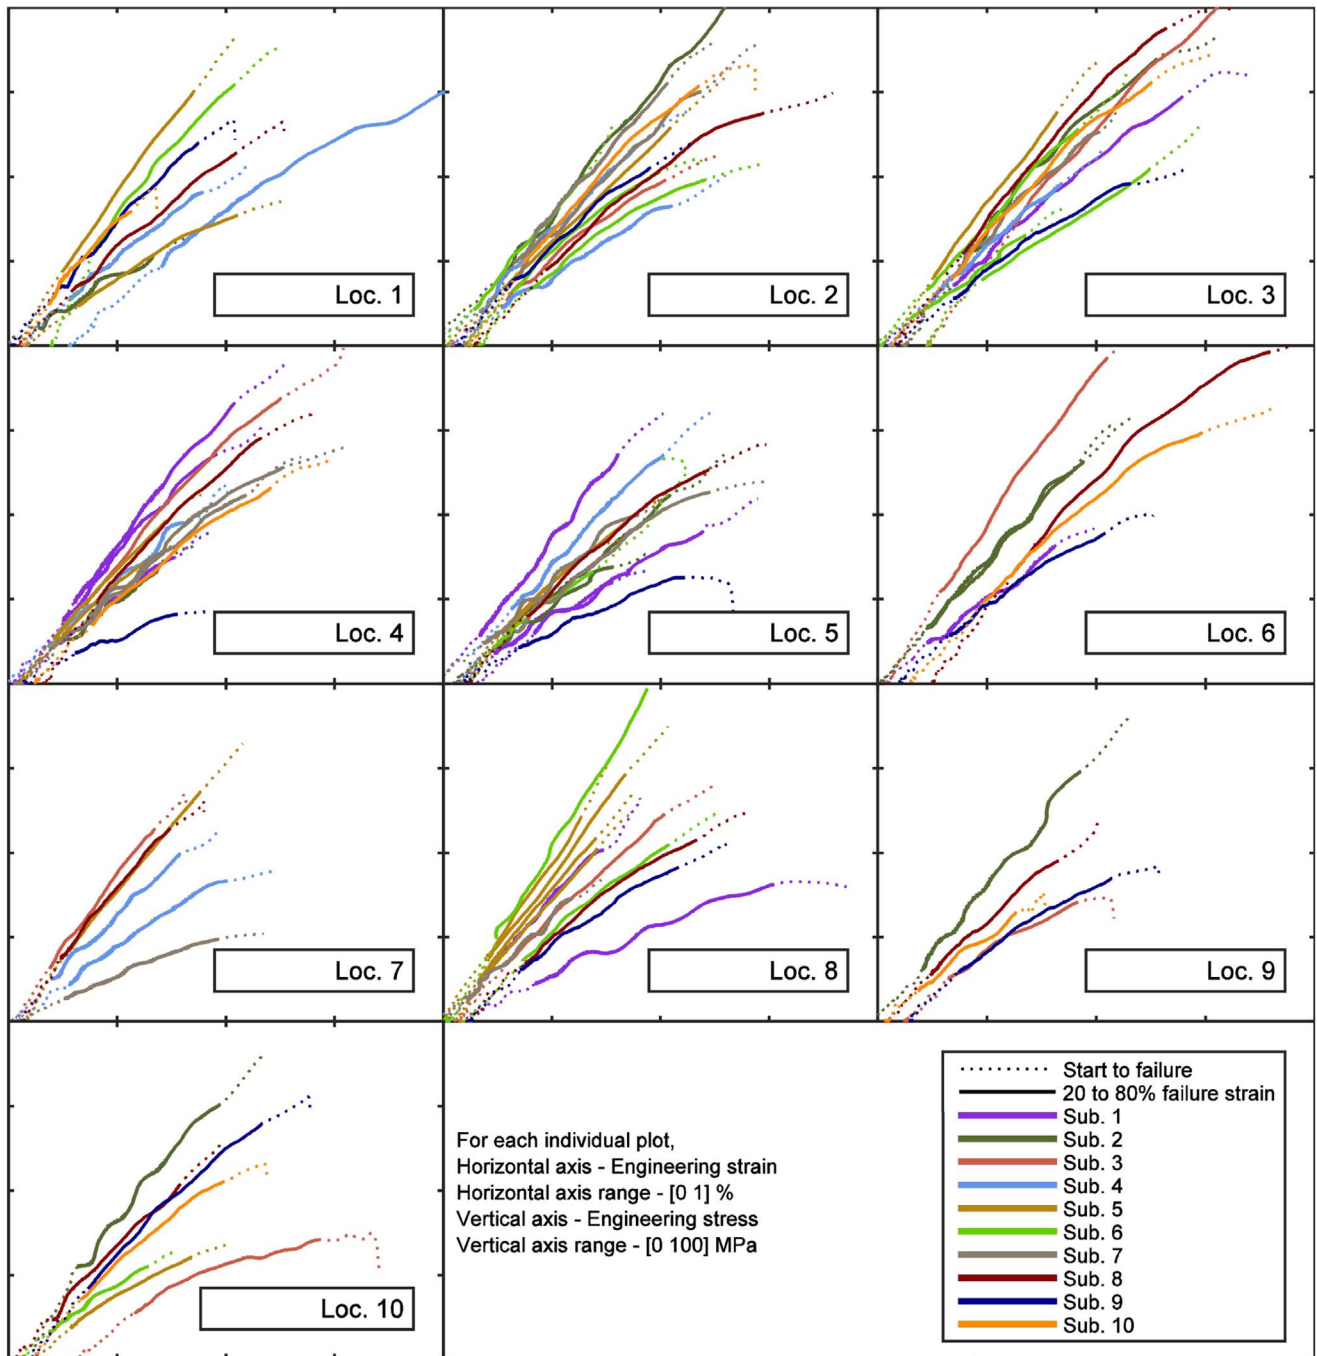 Loc. 1
Loc. 2
Loc. 3
Loc. 4
Loc. 5
Loc. 6
Loc. 7
Loc. 8
Loc. 9
Loc. 10
For each individual plot,
Horizontal axis - Engineering strain
Horizontal axis range - [0 1] %
Vertical axis - Engineering stress
Vertical axis range - [0 100] MPa
Start to failure
20 to 80% failure strain
Sub. 1
Sub. 2
Sub. 3
Sub. 4
Sub. 5
Sub. 6
Sub. 7
Sub. 8
Sub. 9
Sub. 10